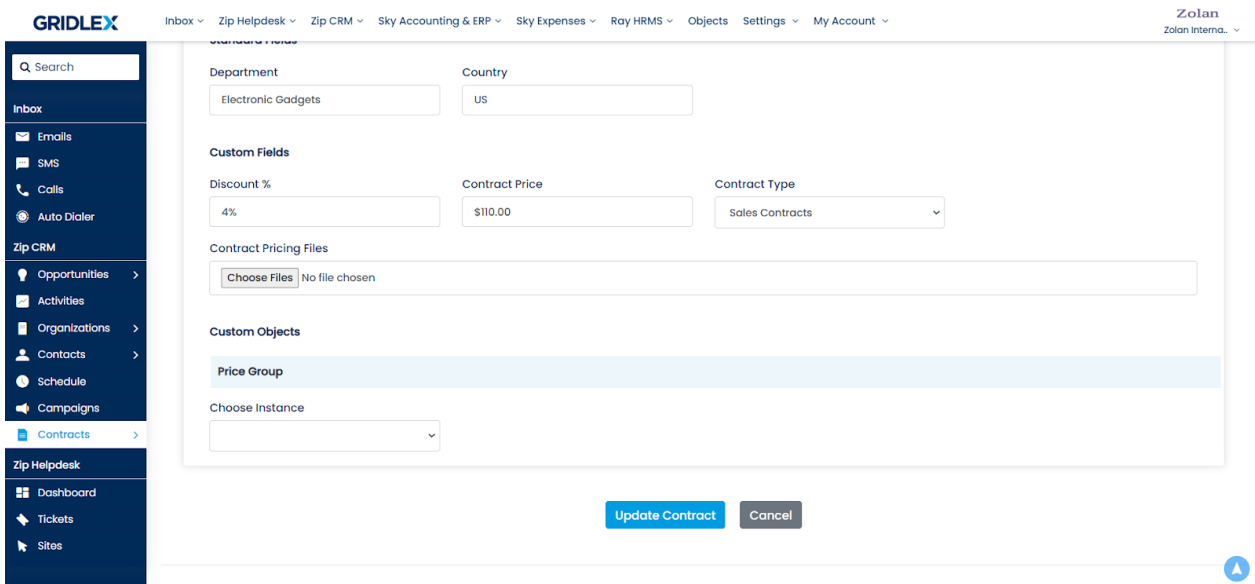 GRIDLEX
Inbox Zip Helpdesk Zip CRM Sky Accounting & ERP Sky Expenses Ray HRMS Objects Settings My Account
Zolan
Zolan Interna..
Search
Inbox
Emails
SMS
Calls
Auto Dialer
Zip CRM
Opportunities
Activities
Organizations
Contacts
Schedule
Campaigns
Contracts
Zip Helpdesk
Dashboard
Tickets
Sites
Standard Fields
Department Country
Electronic Gadgets US
Custom Fields
Discount % Contract Price Contract Type
4% $110.00 Sales Contracts
Contract Pricing Files
Choose Files No file chosen
Custom Objects
Price Group
Choose Instance
Update Contract Cancel